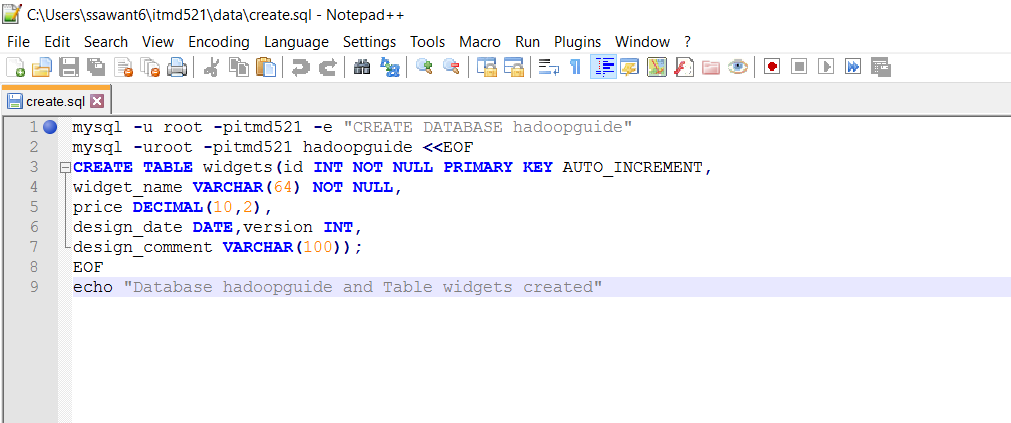 C:\Users\ssawant6\itmd521\data\create.sql - Notepad++
File Edit Search View Encoding Language Settings Tools Macro Run Plugins Window ?
create.sql
1 mysql -u root -pitmd521 -e "CREATE DATABASE hadoopguide"
2 mysql -uroot -pitmd521 hadoopguide <<EOF
3 CREATE TABLE widgets(id INT NOT NULL PRIMARY KEY AUTO_INCREMENT,
4 widget_name VARCHAR(64) NOT NULL,
5 price DECIMAL(10,2),
6 design_date DATE,version INT,
7 design_comment VARCHAR(100));
8 EOF
9 echo "Database hadoopguide and Table widgets created"